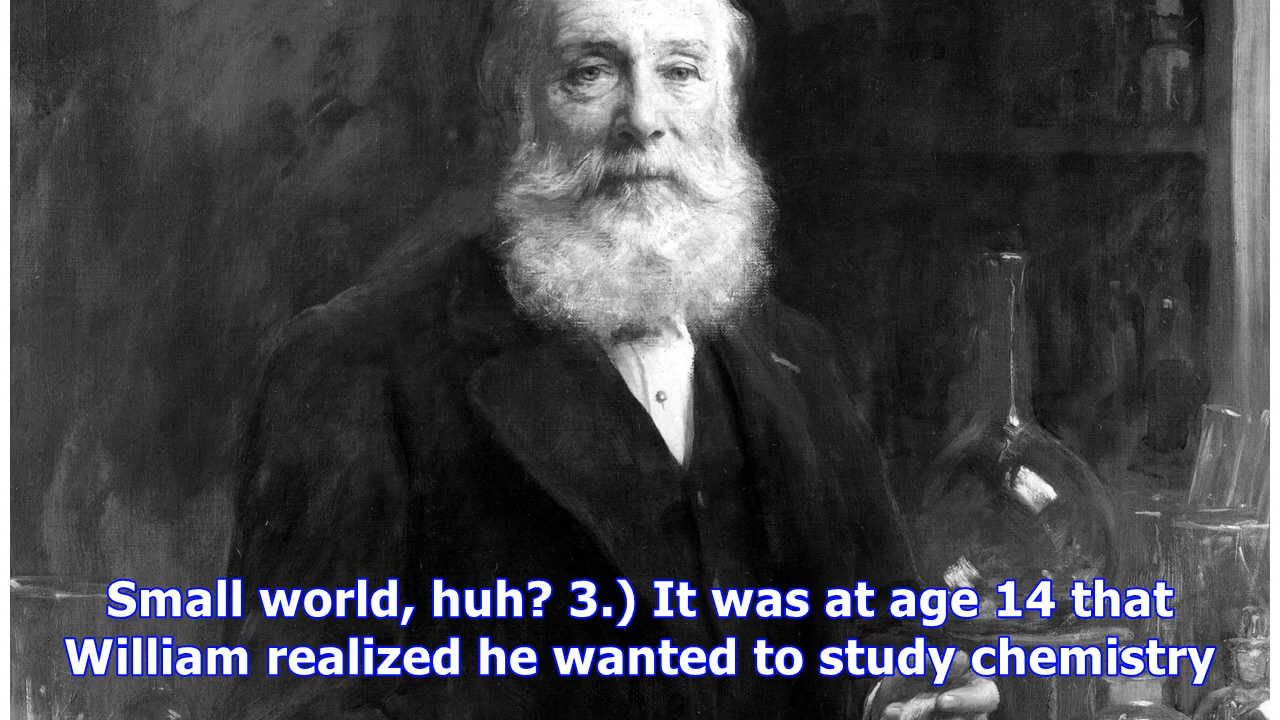 Small world, huh? 3.) It was at age 14 that
William realized he wanted to study chemistry